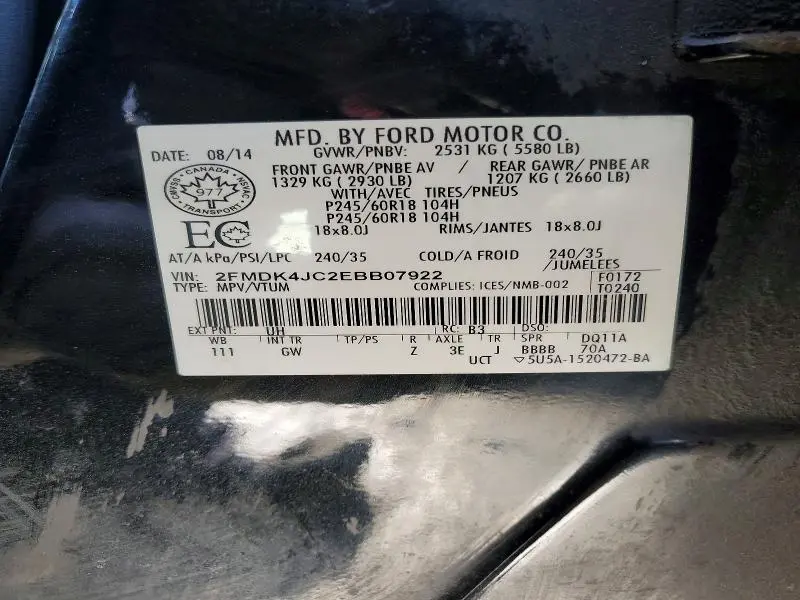 MFD. BY FORD MOTOR CO.
DATE: 08/14 GVWR/PNBV: 2531 KG ( 5580 LB)
FRONT GAWR/PNBE AV / REAR GAWR/ PNBE AR
1329 KG ( 2930 LB) 1207 KG ( 2660 LB)
WITH/AVEC TIRES/PNEUS
CANADA
CMVSS 977 NSVAC
TRANSPORT
P245/60R18 104H
P245/60R18 104H
EC 18x8.0J RIMS/JANTES 18x8.0J
AT/A kPa/PSI/LPC 240/35 COLD/A FROID 240/35
/JUMELEES
VIN: 2FMDK4JC2EBB07922 F0172
TYPE: MPV/VTUM COMPLIES: ICES/NMB-002 T0240
EXT PNT: UH RC: B3 DSO:
WB INT TR TP/PS R AXLE TR SPR DQ11A
111 GW Z 3E J BBBB 70A
UCT ▽5U5A-1520472-BA